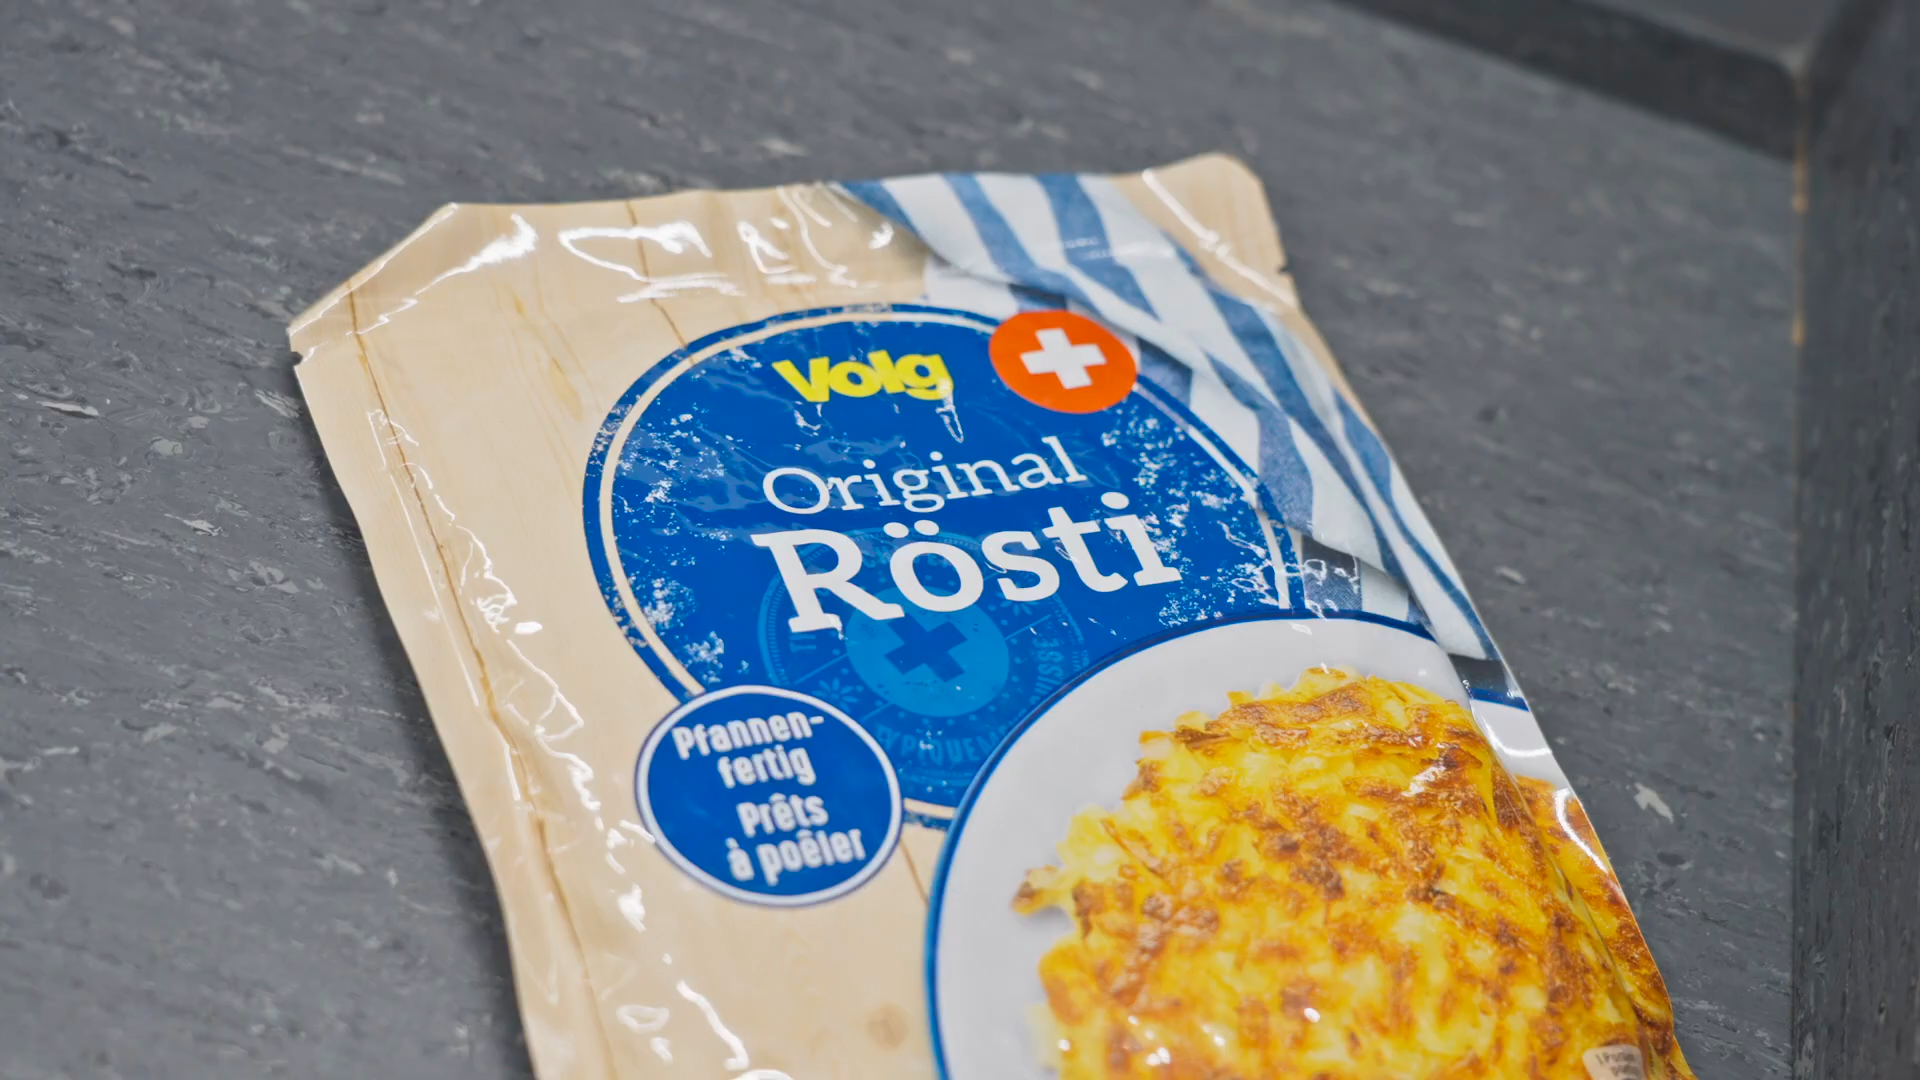 Volg
Original
Rösti
Pfannen-
fertig
Prêts
à poêler